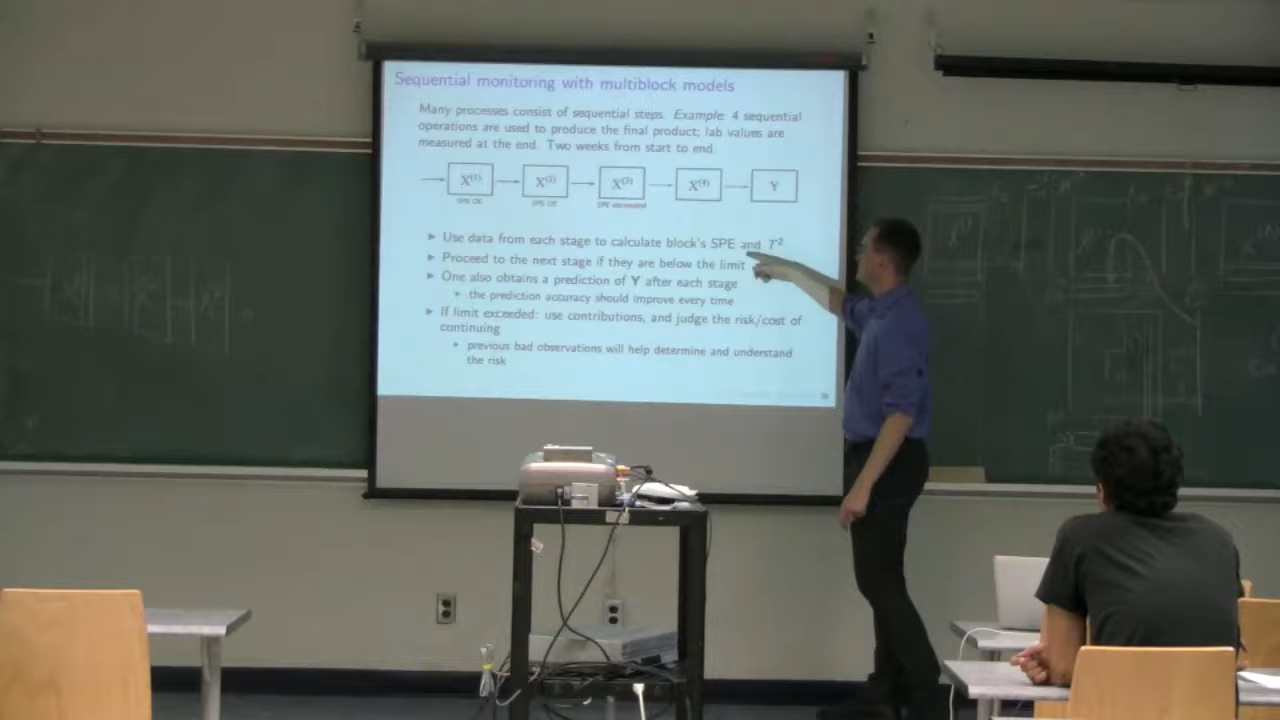 Sequential monitoring with multiblock models
Many processes consist of sequential steps. Example: 4 sequential
operations are used to produce the final product; lab values are
measured at the end. Two weeks from start to end.
X(1) X(2) X(3) X(4) Y
SPE OK SPE OK SPE exceeded
► Use data from each stage to calculate block's SPE and T²
► Proceed to the next stage if they are below the limit
► One also obtains a prediction of Y after each stage
• the prediction accuracy should improve every time
► If limit exceeded: use contributions, and judge the risk/cost of
continuing
• previous bad observations will help determine and understand
the risk